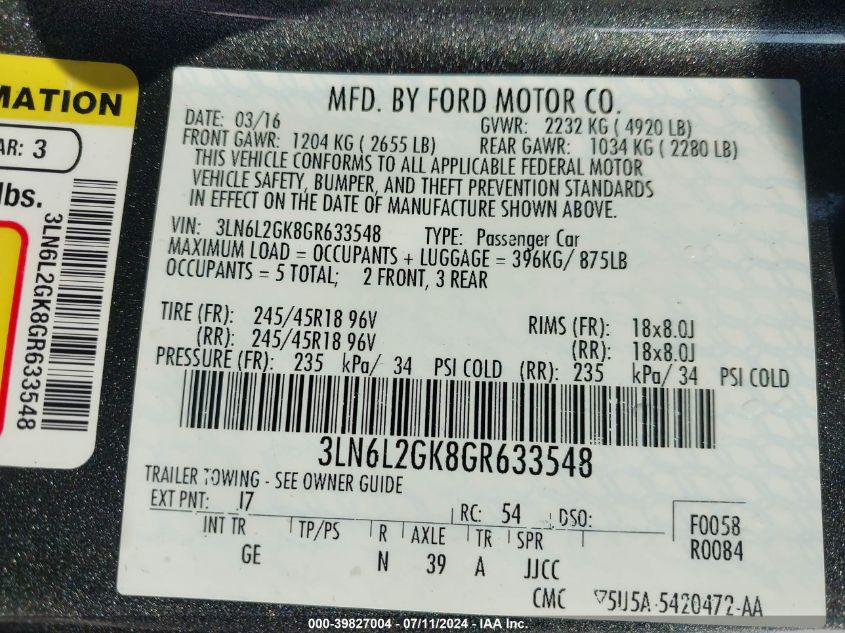 MATION
AR: 3
lbs.
3LN6L2GK8GR633548
MFD. BY FORD MOTOR CO.
DATE: 03/16 GVWR: 2232 KG ( 4920 LB)
FRONT GAWR: 1204 KG ( 2655 LB) REAR GAWR: 1034 KG ( 2280 LB)
THIS VEHICLE CONFORMS TO ALL APPLICABLE FEDERAL MOTOR
VEHICLE SAFETY, BUMPER, AND THEFT PREVENTION STANDARDS
IN EFFECT ON THE DATE OF MANUFACTURE SHOWN ABOVE.
VIN: 3LN6L2GK8GR633548 TYPE: Passenger Car
MAXIMUM LOAD = OCCUPANTS + LUGGAGE = 396KG/ 875LB
OCCUPANTS = 5 TOTAL; 2 FRONT, 3 REAR
TIRE (FR): 245/45R18 96V RIMS (FR): 18x8.0J
(RR): 245/45R18 96V (RR): 18x8.0J
PRESSURE (FR): 235 kPa/ 34 PSI COLD (RR): 235 kPa/ 34 PSI COLD
3LN6L2GK8GR633548
TRAILER TOWING - SEE OWNER GUIDE
EXT PNT: J7 RC: 54 DSO: F0058
INT TR TP/PS R AXLE TR SPR R0084
GE N 39 A JJCC
CMC 5U5A-5420472-AA
000-39827004 - 07/11/2024 - IAA Inc.